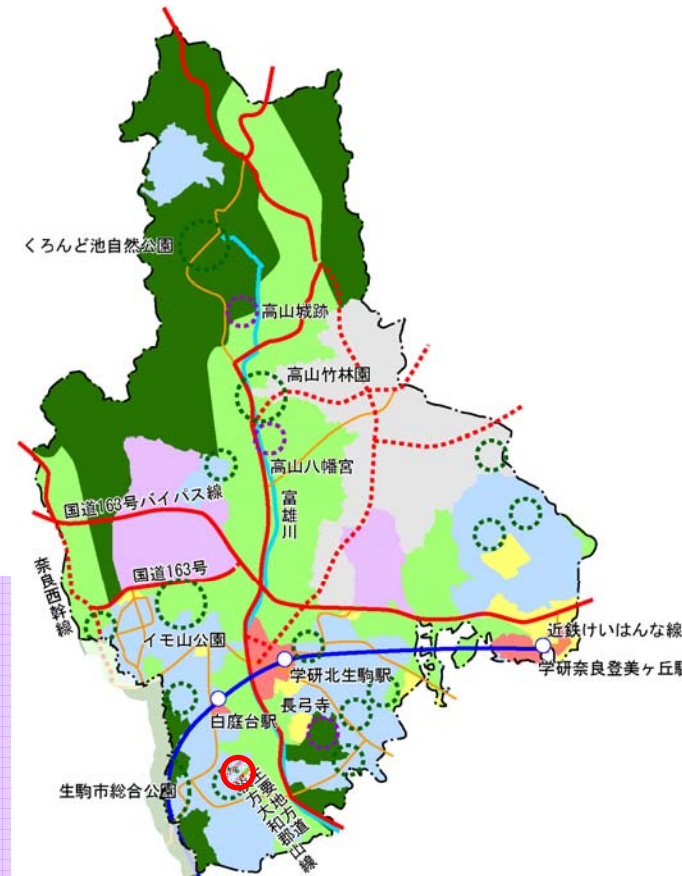 くろんど池自然公園
高山城跡
高山竹林園
高山八幡宮
国道163号バイパス線
富雄川
国道163号
奈良西幹線
イモ山公園
近鉄けいはんな線
学研北生駒駅
学研奈良登美ヶ丘駅
長弓寺
白庭台駅
生駒市総合公園
主要地方道
枚方大和郡山線